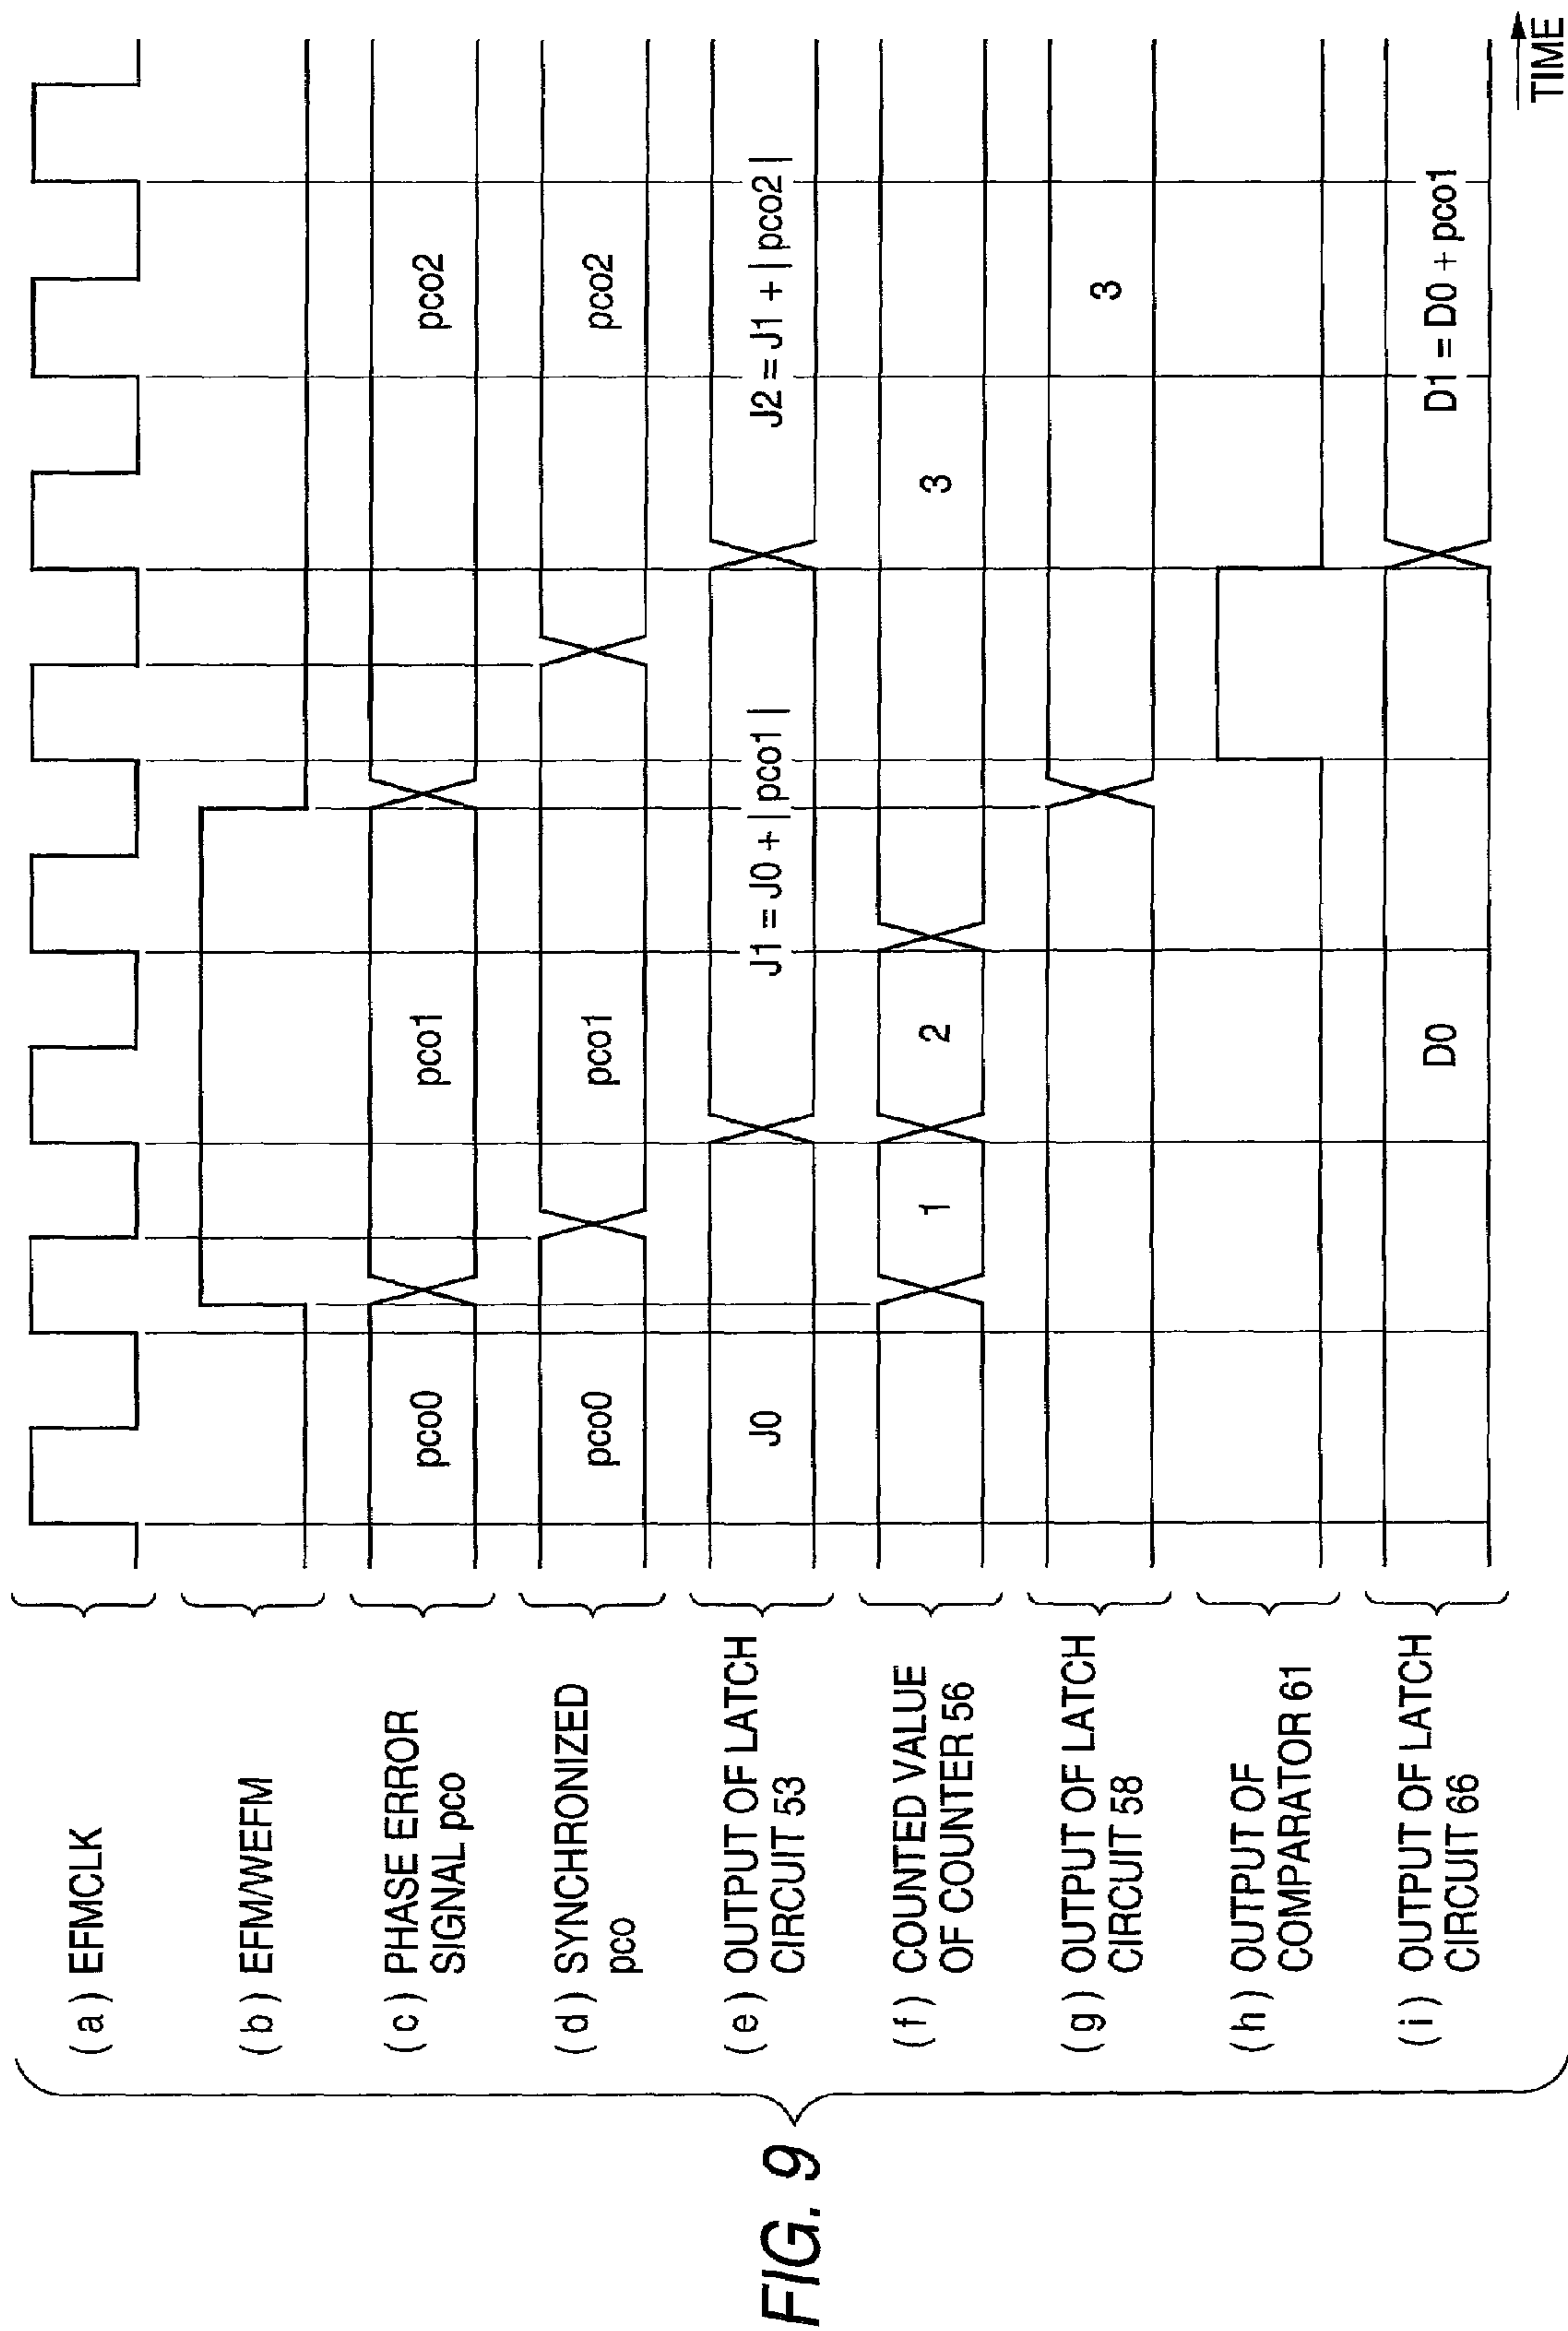 FIG. 9
( a ) EFMCLK
( b ) EFM/WEFM
( c ) PHASE ERROR
SIGNAL pco
pco0
pco1
pco2
( d ) SYNCHRONIZED
pco
pco0
pco1
pco2
( e ) OUTPUT OF LATCH
CIRCUIT 53
J0
J1 = J0 + | pco1 |
J2 = J1 + | pco2 |
( f ) COUNTED VALUE
OF COUNTER 56
1
2
3
( g ) OUTPUT OF LATCH
CIRCUIT 58
3
( h ) OUTPUT OF
COMPARATOR 61
( i ) OUTPUT OF LATCH
CIRCUIT 66
D0
D1 = D0 + pco1
TIME